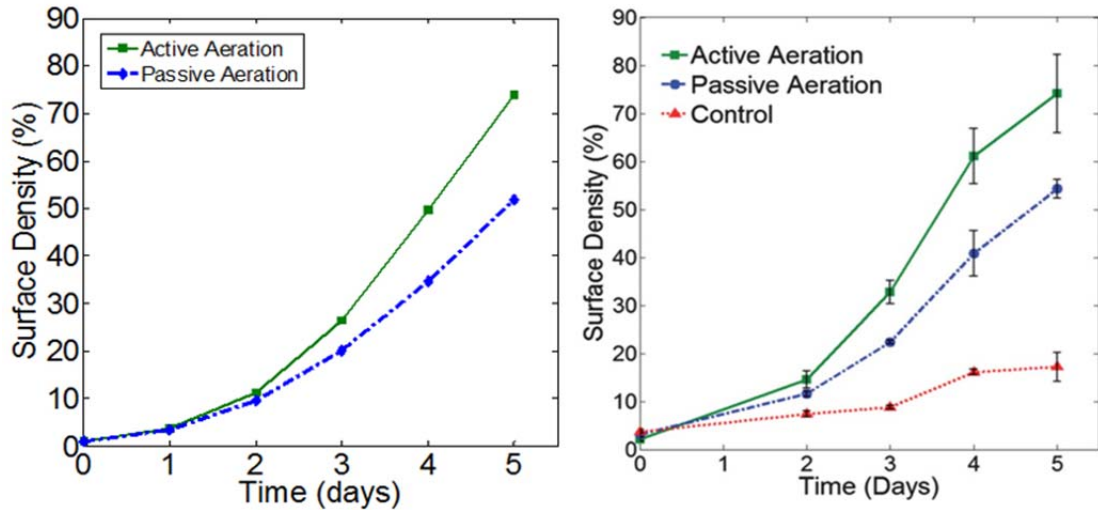 90
80
70
60
50
40
30
20
10
0
Surface Density (%)
Active Aeration
Passive Aeration
0 1 2 3 4 5
Time (days)
90
80
70
60
50
40
30
20
10
0
Surface Density (%)
Active Aeration
Passive Aeration
Control
0 1 2 3 4 5
Time (Days)